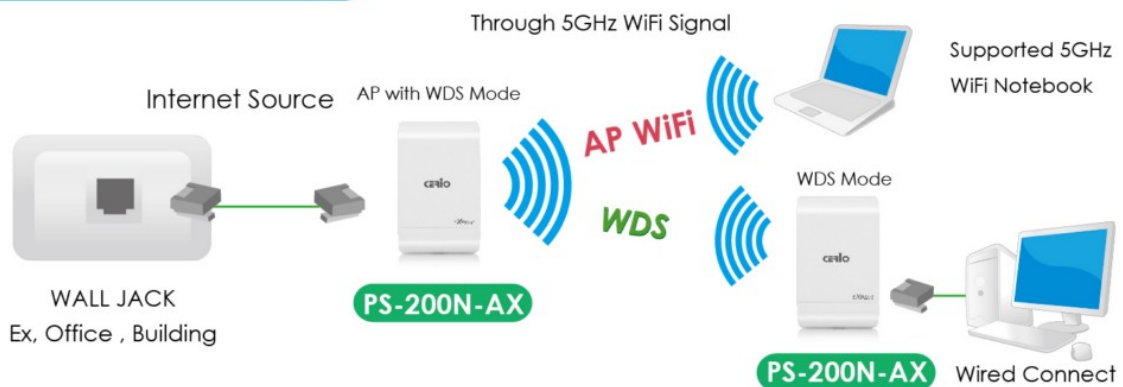 Through 5GHz WiFi Signal
Supported 5GHz
WiFi Notebook
Internet Source
AP with WDS Mode
AP WiFi
WDS
CERIO
PS-200N-AX
WALL JACK
Ex, Office , Building
WDS Mode
CERIO
PS-200N-AX
Wired Connect